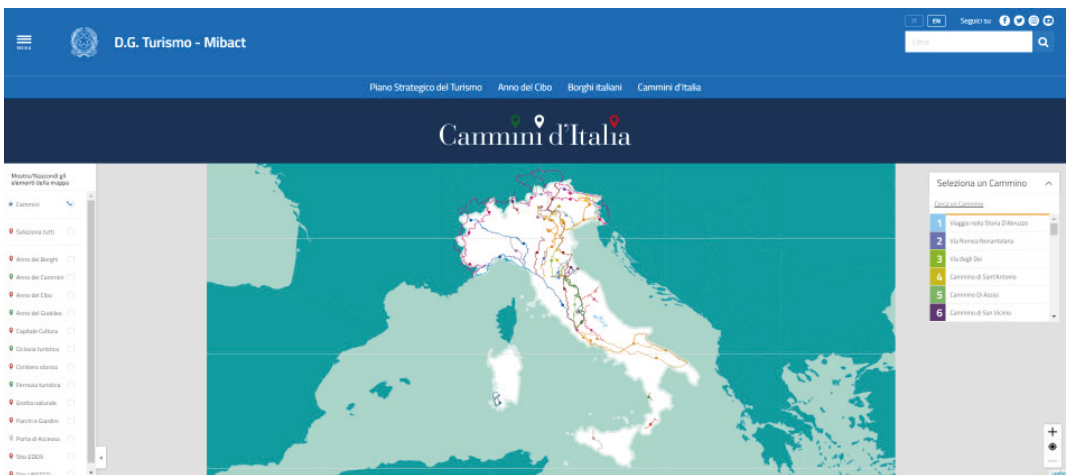 IT EN Seguici su
MENU
D.G. Turismo - Mibact
Cerca
Piano Strategico del Turismo Anno del Cibo Borghi italiani Cammini d'Italia
Cammini d'Italia
Mostra/Nascondi gli
elementi della mappa
Cammini
Seleziona tutti
Anno dei Borghi
Anno dei Cammini
Anno del Cibo
Anno del Giubileo
Capitale Cultura
Ciclovia turistica
Cimitero storico
Ferrovia turistica
Grotta naturale
Parchi e Giardini
Porta di Accesso
Sito EDEN
Sito UNESCO
Seleziona un Cammino
Cerca un Cammino
1 Viaggio nella Storia D'Abruzzo
2 Via Romea Nonantolana
3 Via degli Dei
4 Cammino di Sant'Antonio
5 Cammino Di Assisi
6 Cammino di San Vicinio
Leaflet